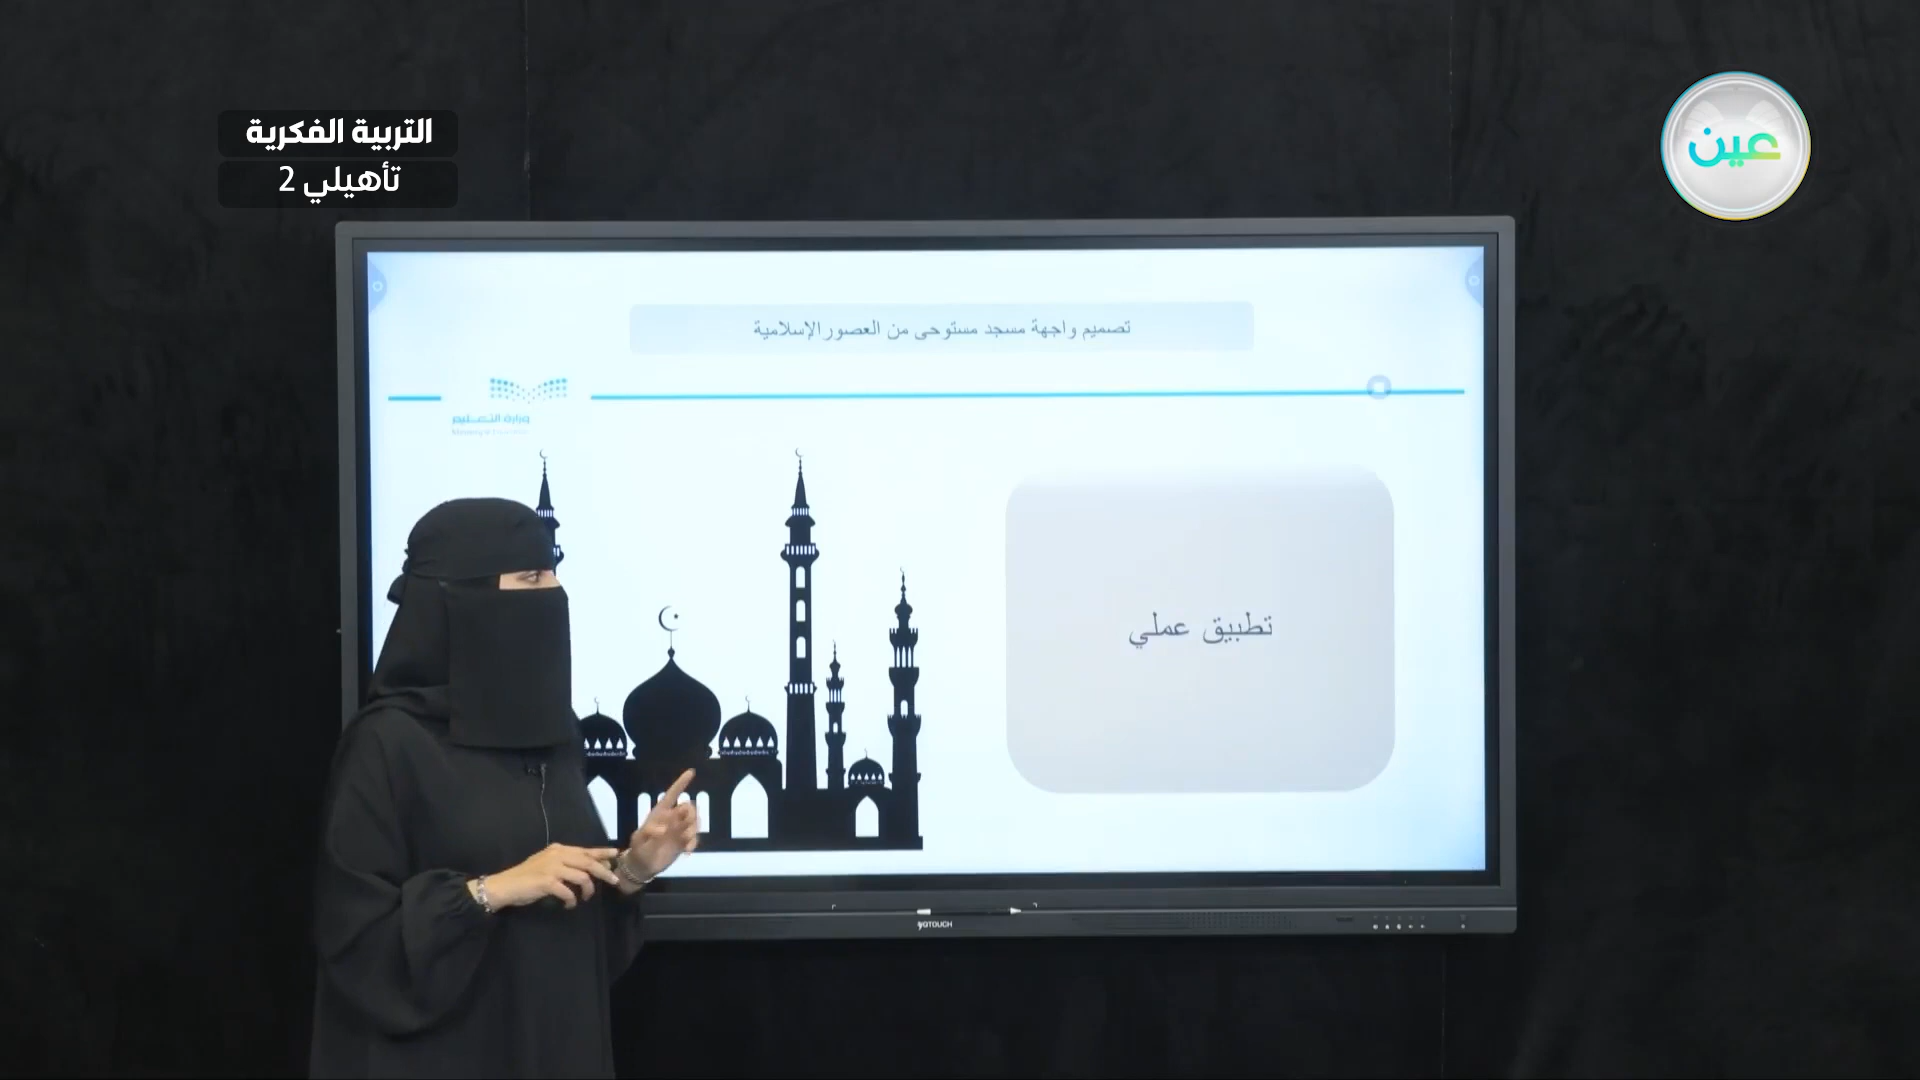 التربية الفكرية
تأهيلي 2
عين
تصميم واجهة مسجد مستوحى من العصور الإسلامية
وزارة التعليم
تطبيق عملي